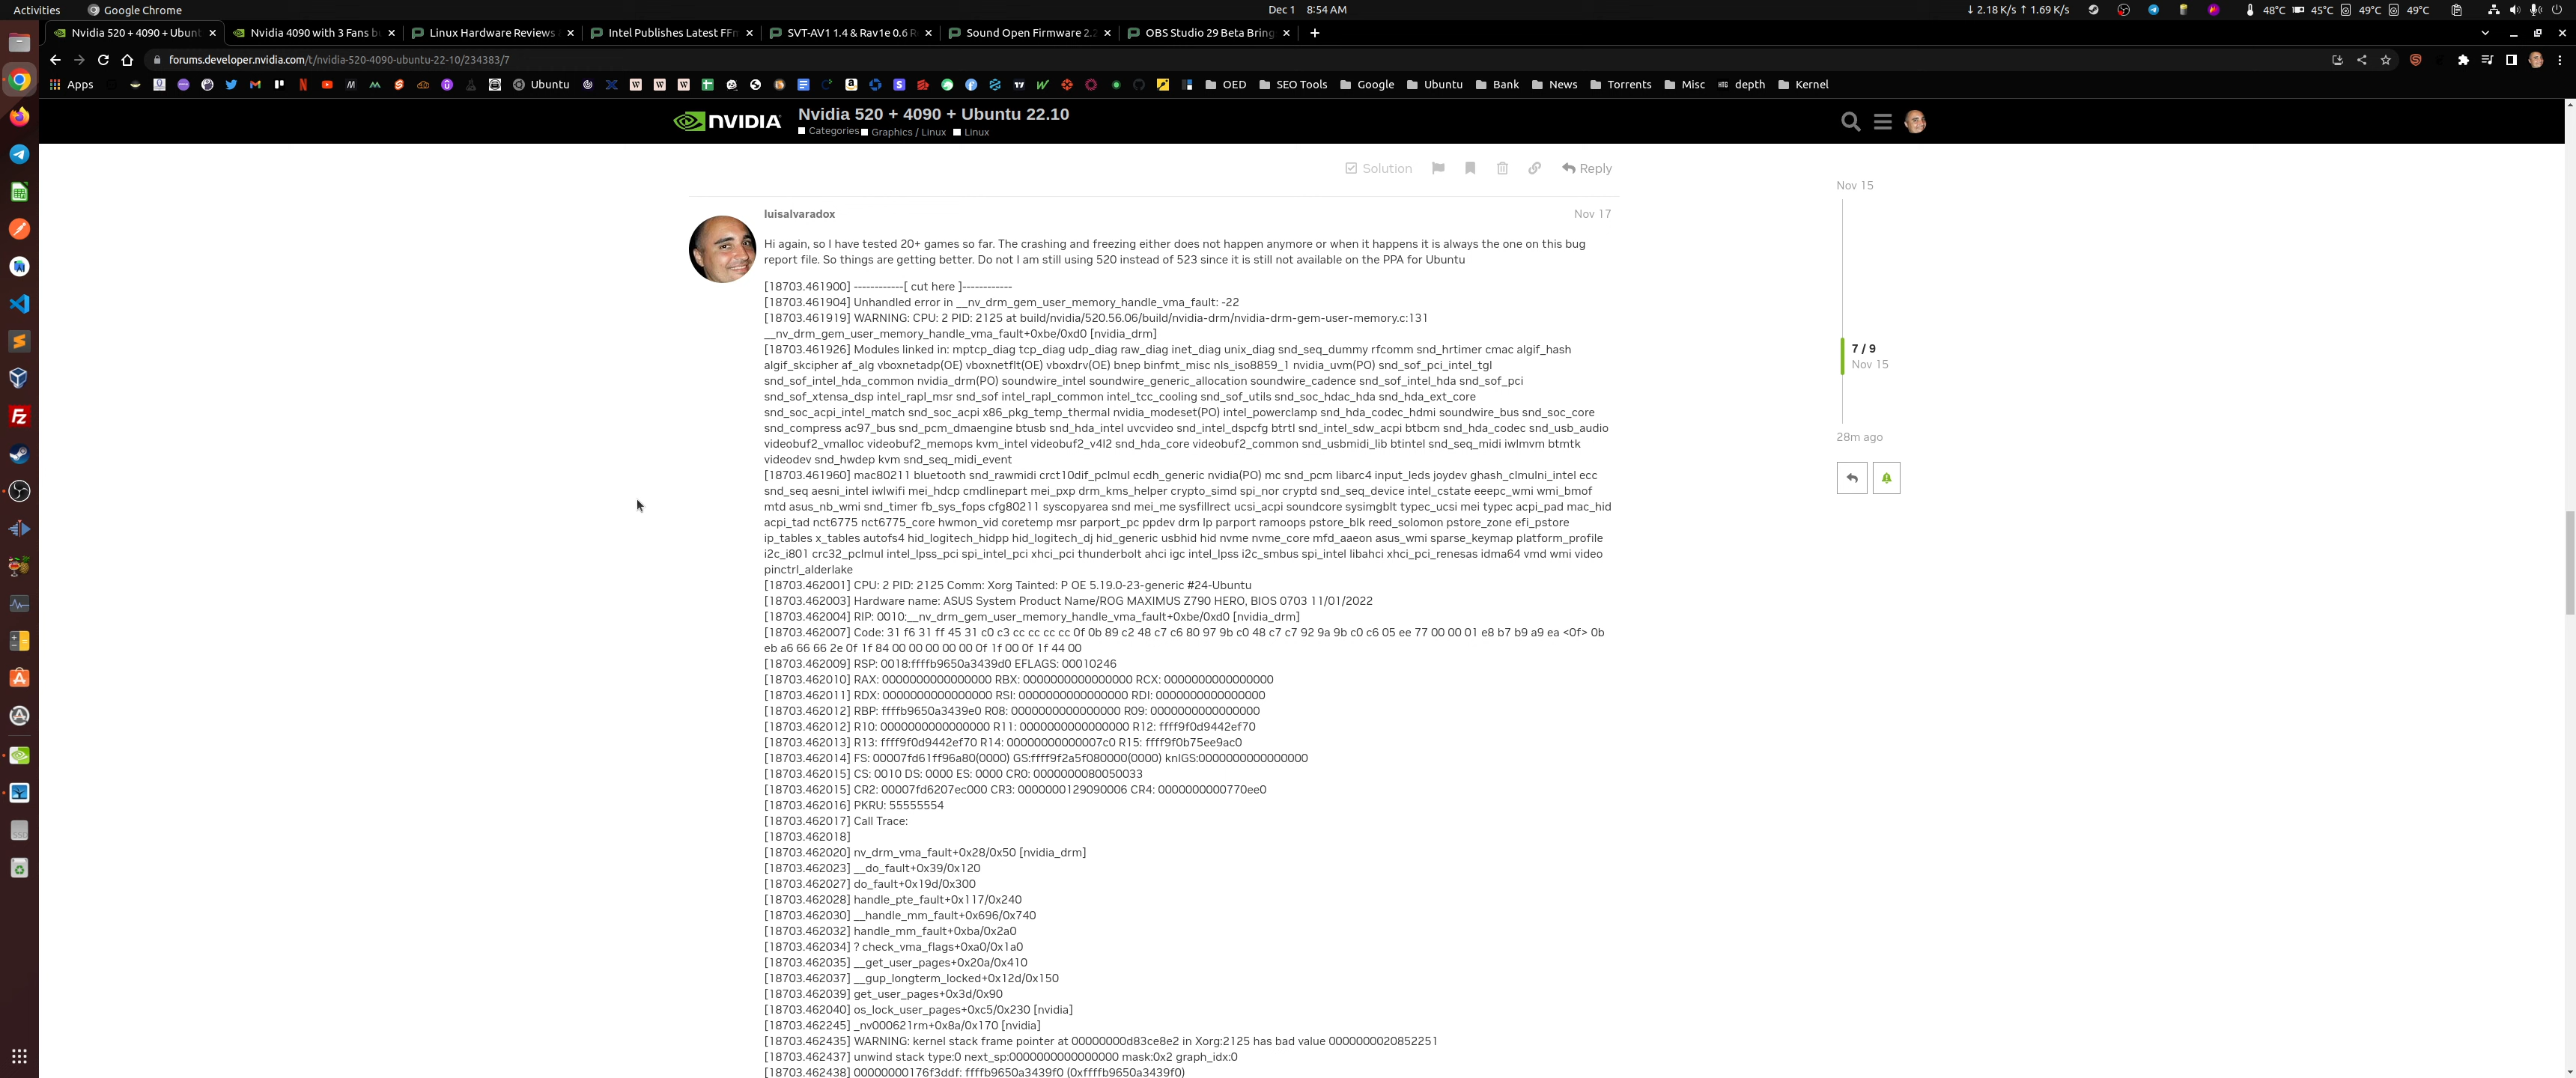 Activities Google Chrome Dec 1 8:54 AM ↓ 2.18 K/s ↑ 1.69 K/s 48°C 45°C 49°C 49°C
Nvidia 520 + 4090 + Ubunt Nvidia 4090 with 3 Fans b Linux Hardware Reviews Intel Publishes Latest FFm SVT-AV1 1.4 & Rav1e 0.6 R Sound Open Firmware 2.2 OBS Studio 29 Beta Bring
forums.developer.nvidia.com/t/nvidia-520-4090-ubuntu-22-10/234383/7
Apps Ubuntu OED SEO Tools Google Ubuntu Bank News Torrents Misc depth Kernel
NVIDIA Nvidia 520 + 4090 + Ubuntu 22.10
Categories Graphics / Linux Linux
Solution Reply
Nov 15
luisalvaradox Nov 17
Hi again, so I have tested 20+ games so far. The crashing and freezing either does not happen anymore or when it happens it is always the one on this bug
report file. So things are getting better. Do not I am still using 520 instead of 523 since it is still not available on the PPA for Ubuntu
[18703.461900] ------------[ cut here ]------------
[18703.461904] Unhandled error in __nv_drm_gem_user_memory_handle_vma_fault: -22
[18703.461919] WARNING: CPU: 2 PID: 2125 at build/nvidia/520.56.06/build/nvidia-drm/nvidia-drm-gem-user-memory.c:131
__nv_drm_gem_user_memory_handle_vma_fault+0xbe/0xd0 [nvidia_drm]
[18703.461926] Modules linked in: mptcp_diag tcp_diag udp_diag raw_diag inet_diag unix_diag snd_seq_dummy rfcomm snd_hrtimer cmac algif_hash
algif_skcipher af_alg vboxnetadp(OE) vboxnetflt(OE) vboxdrv(OE) bnep binfmt_misc nls_iso8859_1 nvidia_uvm(PO) snd_sof_pci_intel_tgl
snd_sof_intel_hda_common nvidia_drm(PO) soundwire_intel soundwire_generic_allocation soundwire_cadence snd_sof_intel_hda snd_sof_pci
snd_sof_xtensa_dsp intel_rapl_msr snd_sof intel_rapl_common intel_tcc_cooling snd_sof_utils snd_soc_hdac_hda snd_hda_ext_core
snd_soc_acpi_intel_match snd_soc_acpi x86_pkg_temp_thermal nvidia_modeset(PO) intel_powerclamp snd_hda_codec_hdmi soundwire_bus snd_soc_core
snd_compress ac97_bus snd_pcm_dmaengine btusb snd_hda_intel uvcvideo snd_intel_dspcfg btrtl snd_intel_sdw_acpi btbcm snd_hda_codec snd_usb_audio
videobuf2_vmalloc videobuf2_memops kvm_intel videobuf2_v4l2 snd_hda_core videobuf2_common snd_usbmidi_lib btintel snd_seq_midi iwlmvm btmtk
videodev snd_hwdep kvm snd_seq_midi_event
[18703.461960] mac80211 bluetooth snd_rawmidi crct10dif_pclmul ecdh_generic nvidia(PO) mc snd_pcm libarc4 input_leds joydev ghash_clmulni_intel ecc
snd_seq aesni_intel iwlwifi mei_hdcp cmdlinepart mei_pxp drm_kms_helper crypto_simd spi_nor cryptd snd_seq_device intel_cstate eeepc_wmi wmi_bmof
mtd asus_nb_wmi snd_timer fb_sys_fops cfg80211 syscopyarea snd mei_me sysfillrect ucsi_acpi soundcore sysimgblt typec_ucsi mei typec acpi_pad mac_hid
acpi_tad nct6775 nct6775_core hwmon_vid coretemp msr parport_pc ppdev drm lp parport ramoops pstore_blk reed_solomon pstore_zone efi_pstore
ip_tables x_tables autofs4 hid_logitech_hidpp hid_logitech_dj hid_generic usbhid hid nvme nvme_core mfd_aaeon asus_wmi sparse_keymap platform_profile
i2c_i801 crc32_pclmul intel_lpss_pci spi_intel_pci xhci_pci thunderbolt ahci igc intel_lpss i2c_smbus spi_intel libahci xhci_pci_renesas idma64 vmd wmi video
pinctrl_alderlake
[18703.462001] CPU: 2 PID: 2125 Comm: Xorg Tainted: P OE 5.19.0-23-generic #24-Ubuntu
[18703.462003] Hardware name: ASUS System Product Name/ROG MAXIMUS Z790 HERO, BIOS 0703 11/01/2022
[18703.462004] RIP: 0010:__nv_drm_gem_user_memory_handle_vma_fault+0xbe/0xd0 [nvidia_drm]
[18703.462007] Code: 31 f6 31 ff 45 31 c0 c3 cc cc cc cc 0f 0b 89 c2 48 c7 c6 80 97 9b c0 48 c7 c7 92 9a 9b c0 c6 05 ee 77 00 00 01 e8 b7 b9 a9 ea <0f> 0b
eb a6 66 66 2e 0f 1f 84 00 00 00 00 00 0f 1f 00 0f 1f 44 00
[18703.462009] RSP: 0018:ffffb9650a3439d0 EFLAGS: 00010246
[18703.462010] RAX: 0000000000000000 RBX: 0000000000000000 RCX: 0000000000000000
[18703.462011] RDX: 0000000000000000 RSI: 0000000000000000 RDI: 0000000000000000
[18703.462012] RBP: ffffb9650a3439e0 R08: 0000000000000000 R09: 0000000000000000
[18703.462012] R10: 0000000000000000 R11: 0000000000000000 R12: ffff9f0d9442ef70
[18703.462013] R13: ffff9f0d9442ef70 R14: 00000000000007c0 R15: ffff9f0b75ee9ac0
[18703.462014] FS: 00007fd61ff96a80(0000) GS:ffff9f2a5f080000(0000) knlGS:0000000000000000
[18703.462015] CS: 0010 DS: 0000 ES: 0000 CR0: 0000000080050033
[18703.462015] CR2: 00007fd6207ec000 CR3: 0000000129090006 CR4: 0000000000770ee0
[18703.462016] PKRU: 55555554
[18703.462017] Call Trace:
[18703.462018]
[18703.462020] nv_drm_vma_fault+0x28/0x50 [nvidia_drm]
[18703.462023] __do_fault+0x39/0x120
[18703.462027] do_fault+0x19d/0x300
[18703.462028] handle_pte_fault+0x117/0x240
[18703.462030] __handle_mm_fault+0x696/0x740
[18703.462032] handle_mm_fault+0xba/0x2a0
[18703.462034] ? check_vma_flags+0xa0/0x1a0
[18703.462035] __get_user_pages+0x20a/0x410
[18703.462037] __gup_longterm_locked+0x12d/0x150
[18703.462039] get_user_pages+0x3d/0x90
[18703.462040] os_lock_user_pages+0xc5/0x230 [nvidia]
[18703.462245] _nv000621rm+0x8a/0x170 [nvidia]
[18703.462435] WARNING: kernel stack frame pointer at 00000000d83ce8e2 in Xorg:2125 has bad value 0000000020852251
[18703.462437] unwind stack type:0 next_sp:0000000000000000 mask:0x2 graph_idx:0
[18703.462438] 00000000176f3ddf: ffffb9650a3439f0 (0xffffb9650a3439f0)
7 / 9
Nov 15
28m ago